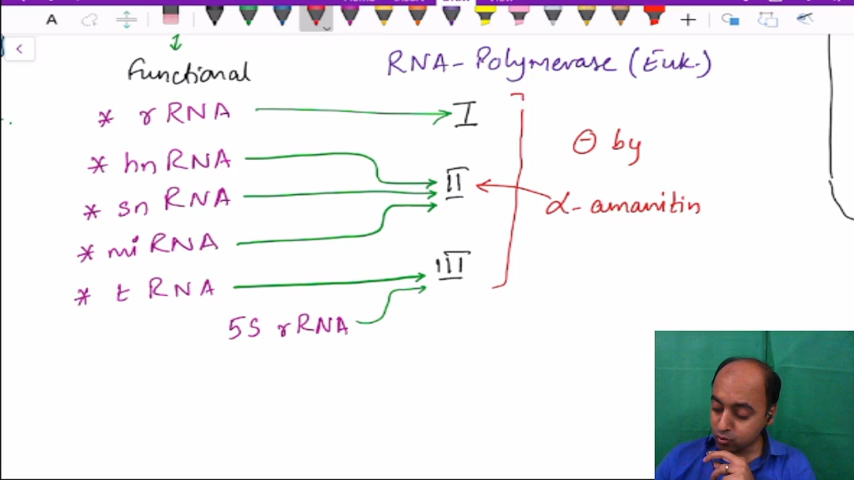 A
Functional
RNA-Polymerase (Euk.)
* rRNA
I
* hnRNA
* snRNA
II
* miRNA
* tRNA
III
5S rRNA
⊖ by
α-amanitin